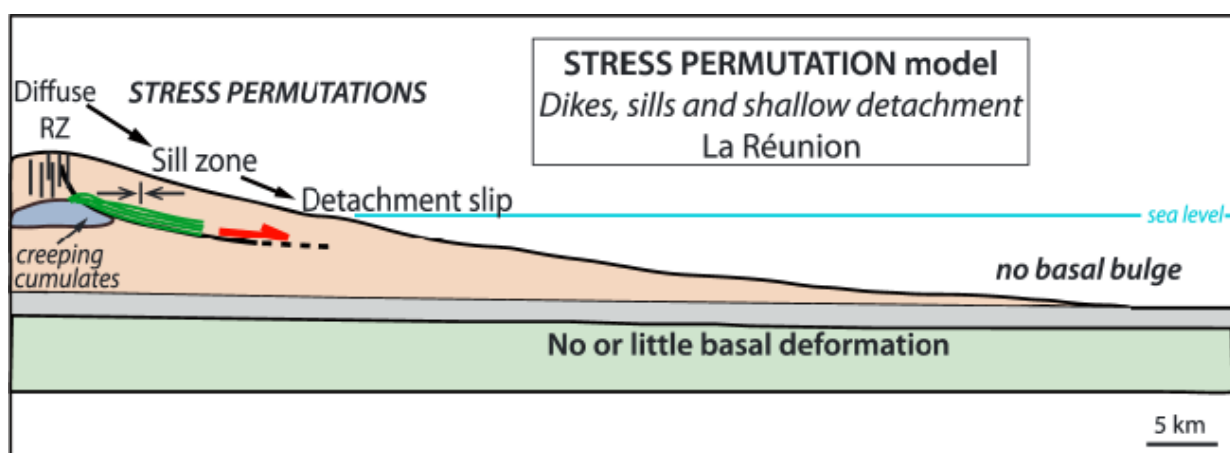 STRESS PERMUTATION model
Dikes, sills and shallow detachment
La Réunion
Diffuse
RZ
STRESS PERMUTATIONS
Sill zone
Detachment slip
sea level
creeping
cumulates
no basal bulge
No or little basal deformation
5 km